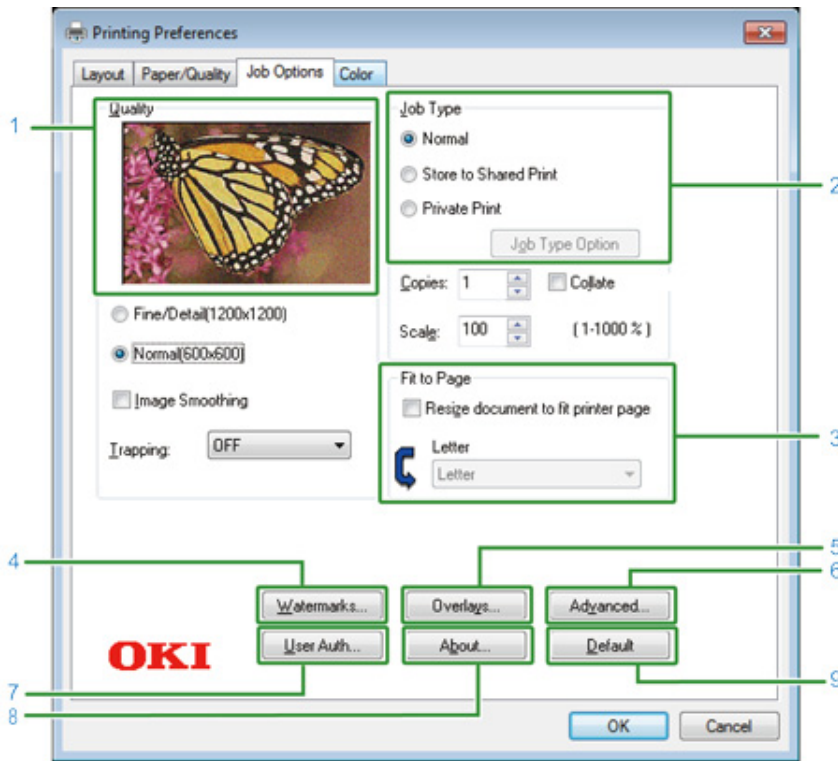 Printing Preferences
Layout Paper/Quality Job Options Color
1
Quality
Job Type
Normal
Store to Shared Print
Private Print
Job Type Option
2
Copies: 1 Collate
Scale: 100 (1-1000 %)
Fine/Detail(1200x1200)
Normal(600x600)
Image Smoothing
Trapping: OFF
Fit to Page
Resize document to fit printer page
Letter
Letter
3
4
5
6
Watermarks... Overlays... Advanced...
OKI
User Auth... About... Default
7
8
9
OK Cancel